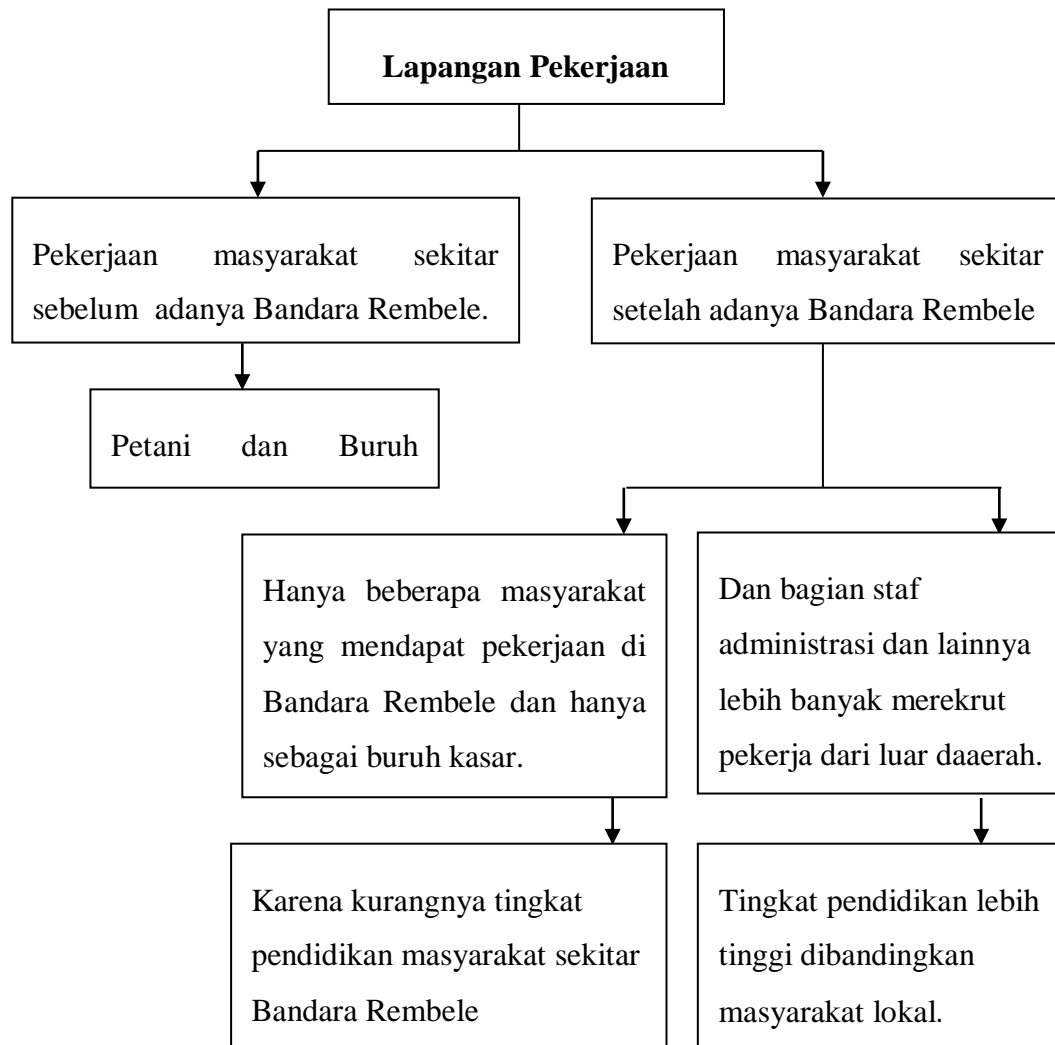 Lapangan Pekerjaan
Pekerjaan masyarakat sekitar
sebelum adanya Bandara Rembele.
Pekerjaan masyarakat sekitar
setelah adanya Bandara Rembele
Petani dan Buruh
Hanya beberapa masyarakat
yang mendapat pekerjaan di
Bandara Rembele dan hanya
sebagai buruh kasar.
Dan bagian staf
administrasi dan lainnya
lebih banyak merekrut
pekerja dari luar daaerah.
Karena kurangnya tingkat
pendidikan masyarakat sekitar
Bandara Rembele
Tingkat pendidikan lebih
tinggi dibandingkan
masyarakat lokal.